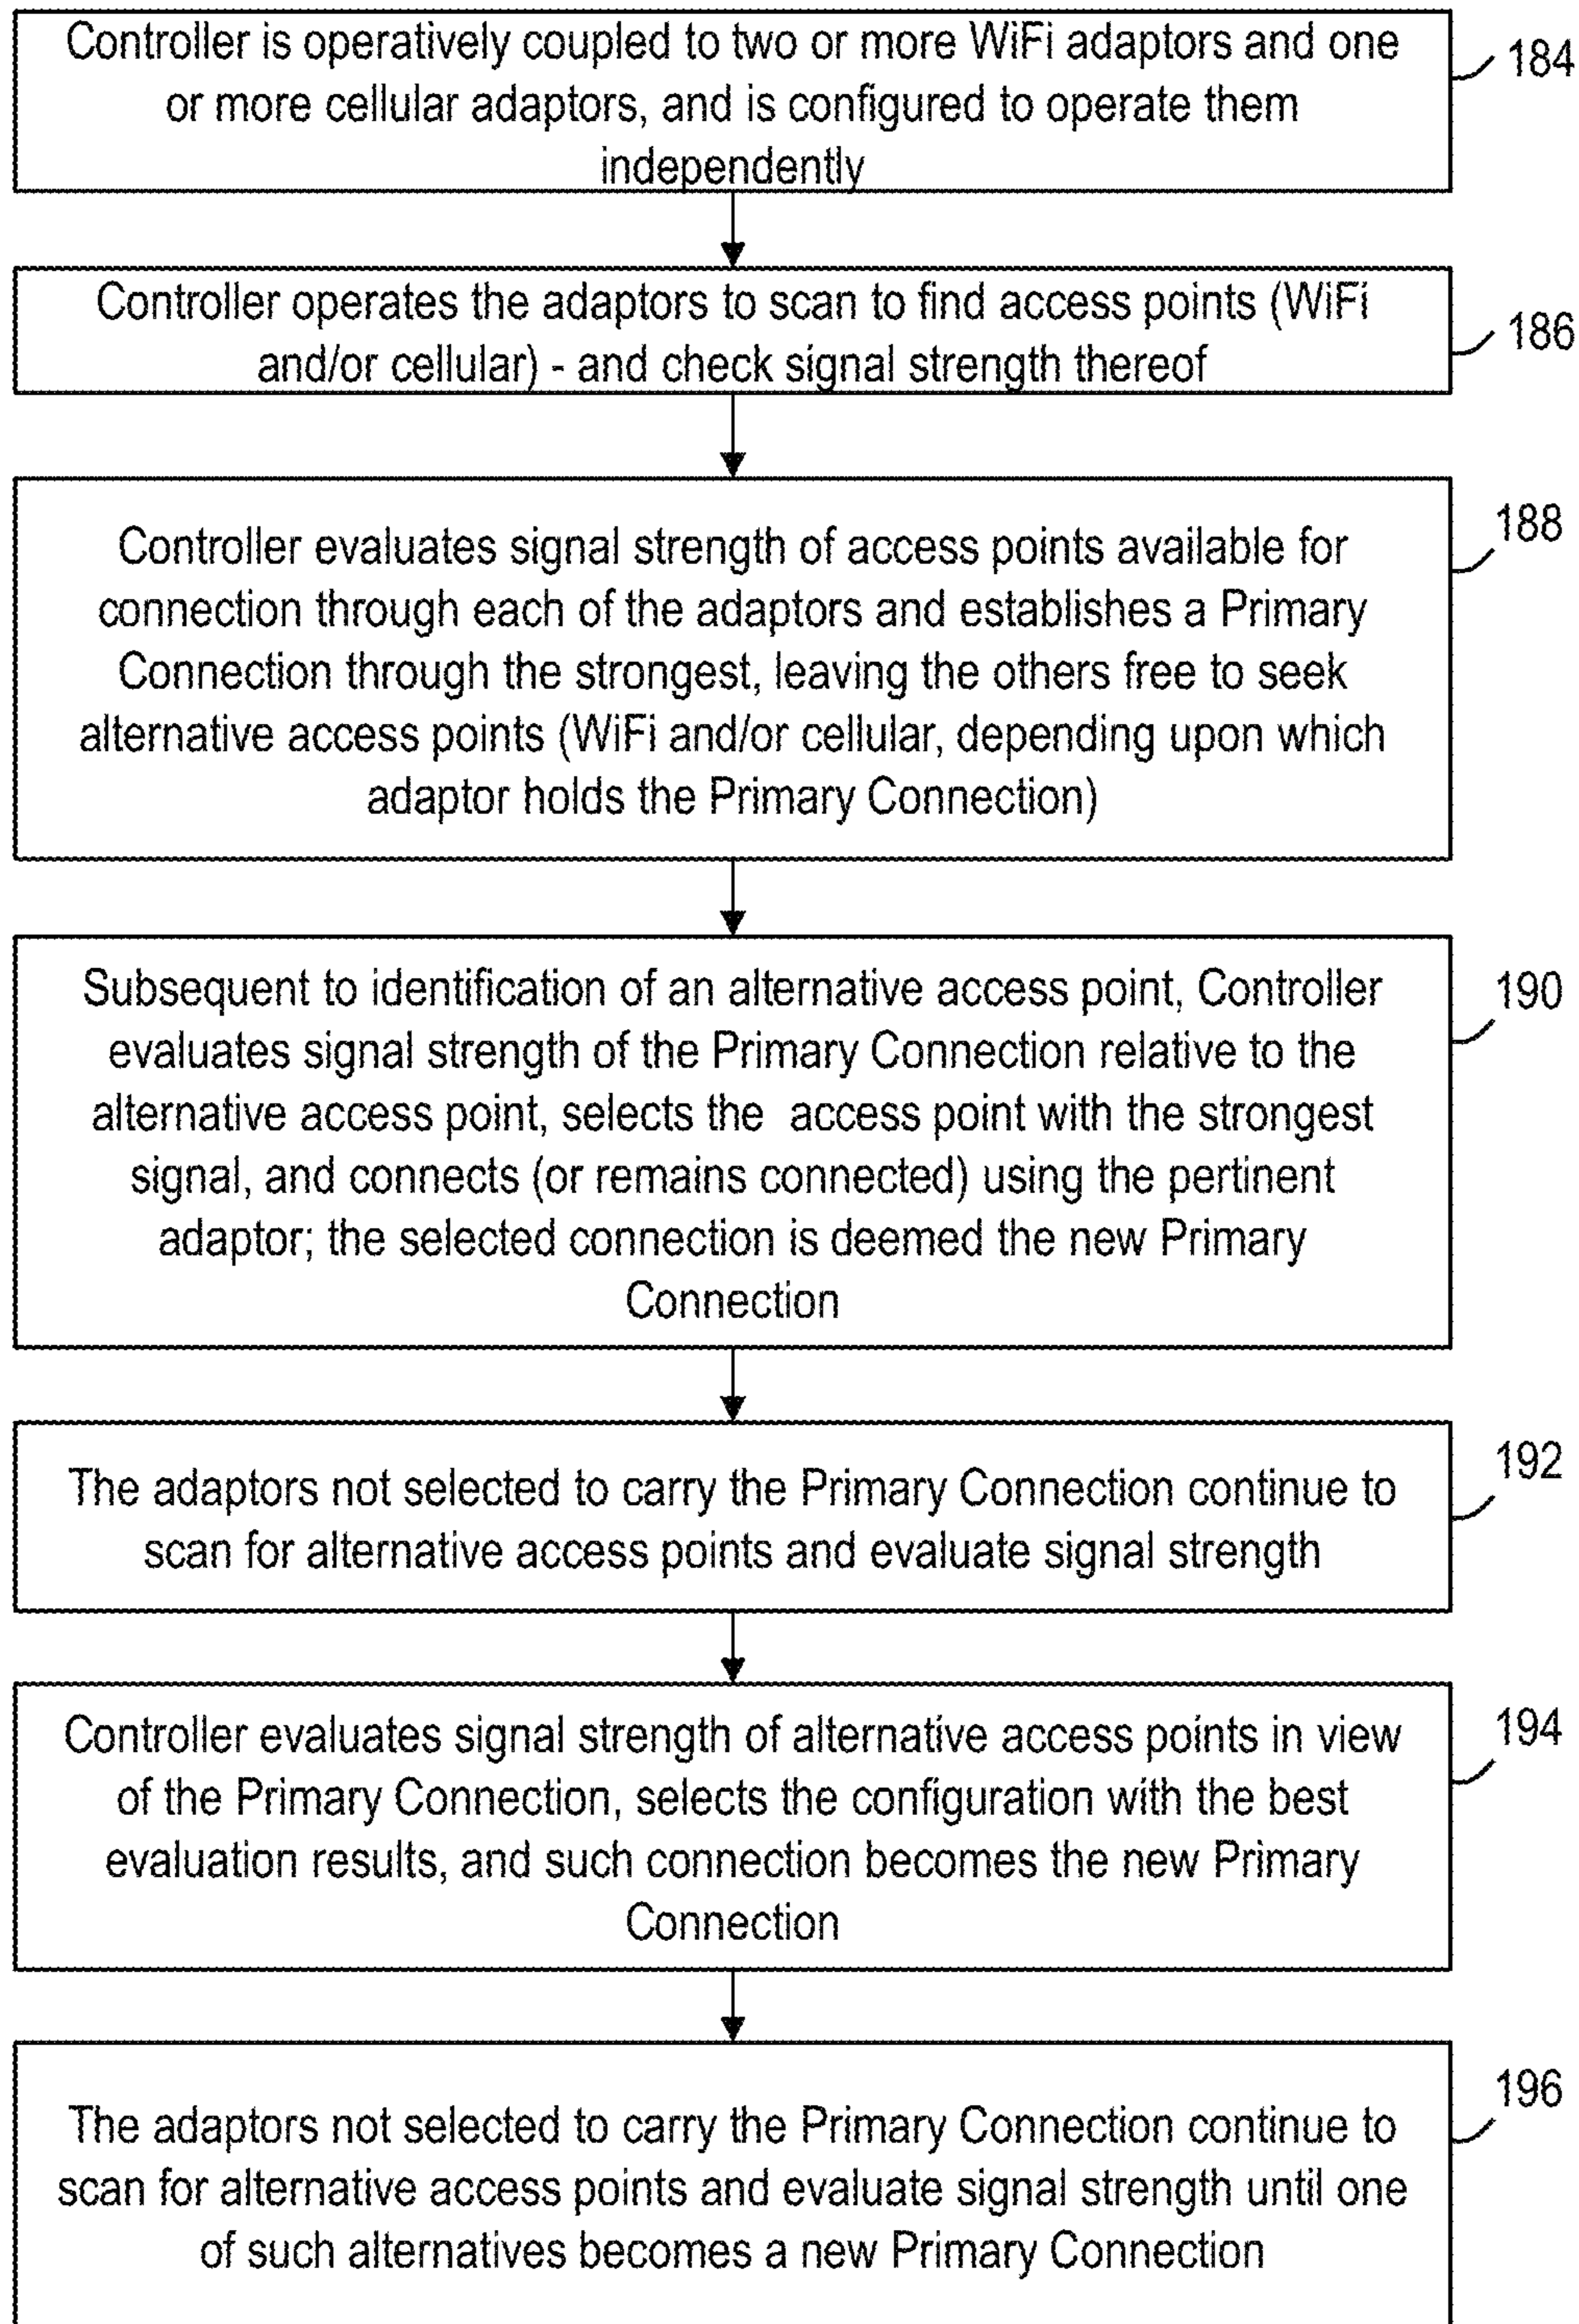 Controller is operatively coupled to two or more WiFi adaptors and one
or more cellular adaptors, and is configured to operate them
independently
184
Controller operates the adaptors to scan to find access points (WiFi
and/or cellular) - and check signal strength thereof
186
Controller evaluates signal strength of access points available for
connection through each of the adaptors and establishes a Primary
Connection through the strongest, leaving the others free to seek
alternative access points (WiFi and/or cellular, depending upon which
adaptor holds the Primary Connection)
188
Subsequent to identification of an alternative access point, Controller
evaluates signal strength of the Primary Connection relative to the
alternative access point, selects the access point with the strongest
signal, and connects (or remains connected) using the pertinent
adaptor; the selected connection is deemed the new Primary
Connection
190
The adaptors not selected to carry the Primary Connection continue to
scan for alternative access points and evaluate signal strength
192
Controller evaluates signal strength of alternative access points in view
of the Primary Connection, selects the configuration with the best
evaluation results, and such connection becomes the new Primary
Connection
194
The adaptors not selected to carry the Primary Connection continue to
scan for alternative access points and evaluate signal strength until one
of such alternatives becomes a new Primary Connection
196